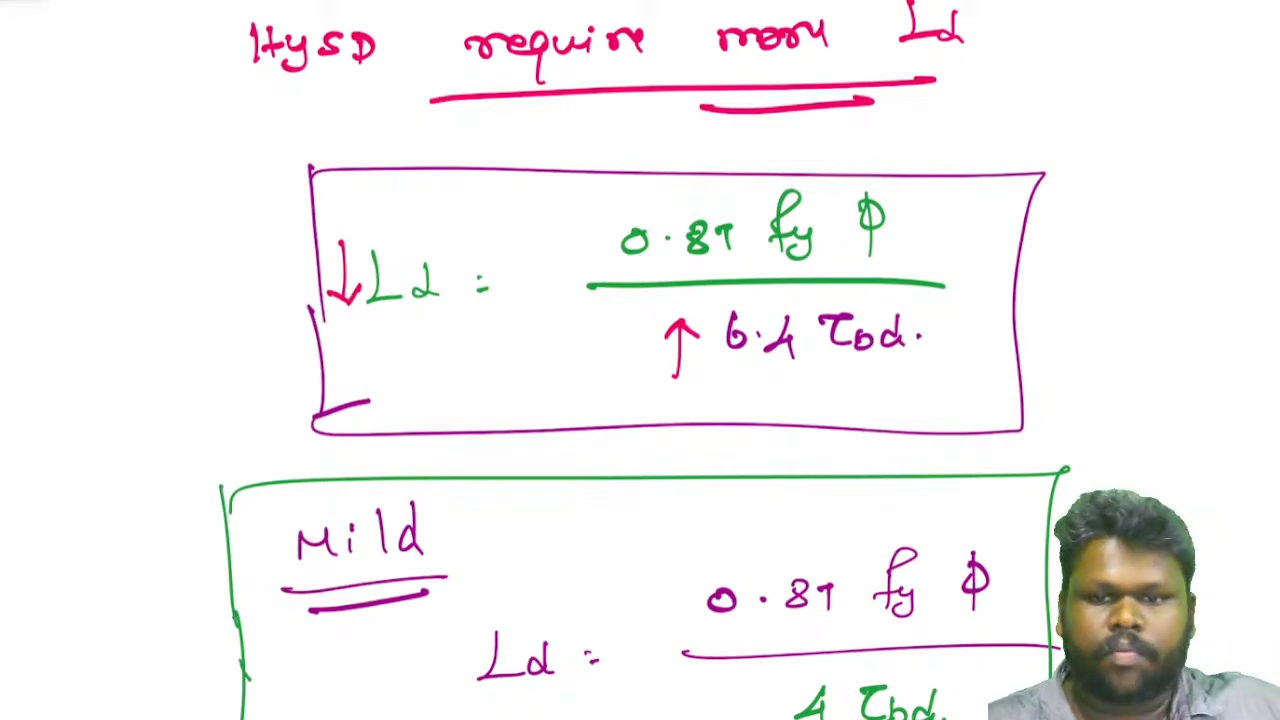 HYSD require more Ld
0.87 fy Φ
↓ Ld =
↑ 6.4 τbd.
Mild
0.87 fy Φ
Ld =
4 τbd.